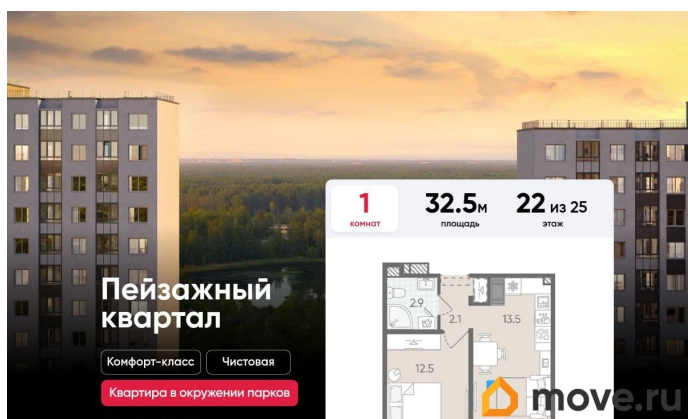 1
комнат
32.5м
площадь
22 из 25
этаж
Пейзажный
квартал
Комфорт-класс
Чистовая
Квартира в окружении парков
2.9
2.1
13.5
12.5
move.ru